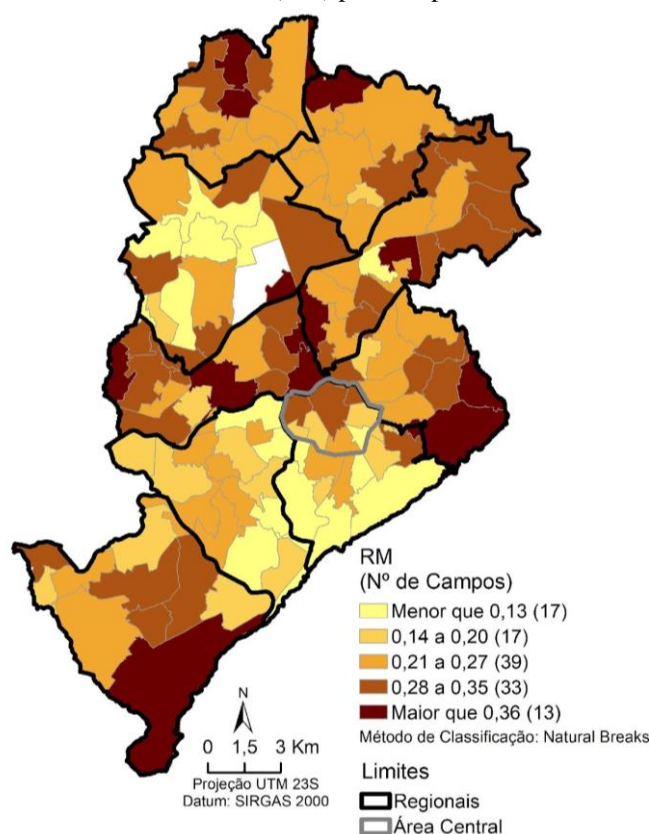 RM
(Nº de Campos)
Menor que 0,13 (17)
0,14 a 0,20 (17)
0,21 a 0,27 (39)
0,28 a 0,35 (33)
Maior que 0,36 (13)
Método de Classificação: Natural Breaks
Limites
Regionais
Área Central
N
0 1,5 3 Km
Projeção UTM 23S
Datum: SIRGAS 2000